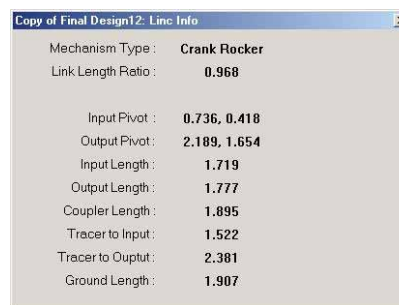 Copy of Final Design12: Linc Info
Mechanism Type : Crank Rocker
Link Length Ratio : 0.968
Input Pivot : 0.736, 0.418
Output Pivot : 2.189, 1.654
Input Length : 1.719
Output Length : 1.777
Coupler Length : 1.895
Tracer to Input : 1.522
Tracer to Ouptut : 2.381
Ground Length : 1.907